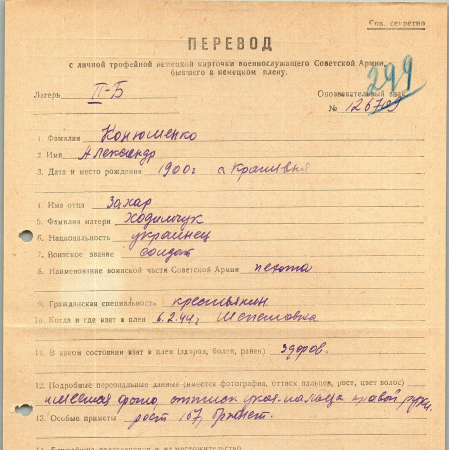 Сов. секретно
ПЕРЕВОД
с личной трофейной немецкой карточки военнослужащего Советской Армии,
бывшего в немецком плену.
299
Лагерь II-Б
Опознавательный знак
№ 126709
1. Фамилия Конюменко
2. Имя Александр
3. Дата и место рождения 1900г с Крапивня
4. Имя отца Захар
5. Фамилия матери Ходимчук
6. Национальность украинец
7. Воинское звание солдат
8. Наименование воинской части Советской Армии пехота
9. Гражданская специальность крестьянин
10. Когда и где взят в плен 6.2.44г Шепетовка
11. В каком состоянии взят в плен (здоров, болен, ранен) здоров.
12. Подробные персональные данные (имеется фотография, оттиск пальцев, рост, цвет волос)
имеется фото оттиск указ. пальца правой руки.
13. Особые приметы рост 167, брюнет.